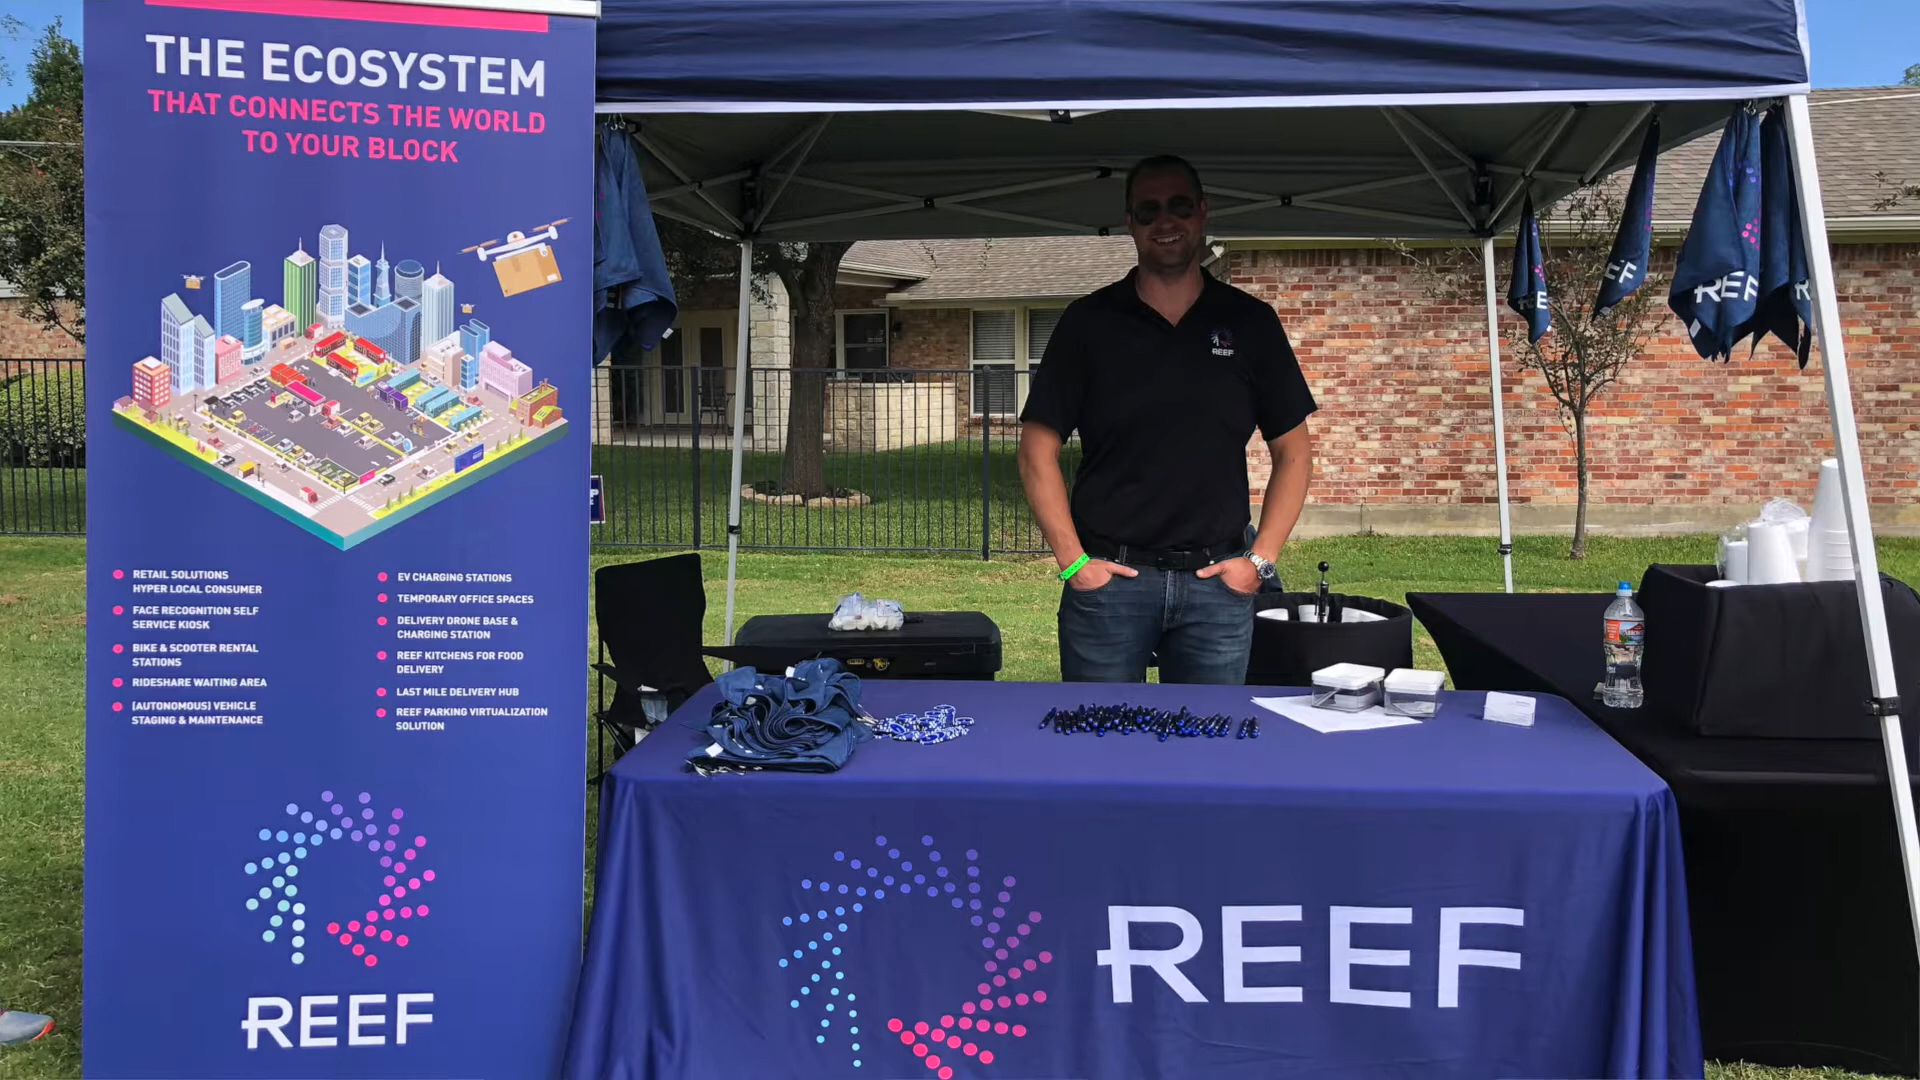 THE ECOSYSTEM
THAT CONNECTS THE WORLD
TO YOUR BLOCK
RETAIL SOLUTIONS
HYPER LOCAL CONSUMER
FACE RECOGNITION SELF
SERVICE KIOSK
BIKE & SCOOTER RENTAL
STATIONS
RIDESHARE WAITING AREA
(AUTONOMOUS) VEHICLE
STAGING & MAINTENANCE
EV CHARGING STATIONS
TEMPORARY OFFICE SPACES
DELIVERY DRONE BASE &
CHARGING STATION
REEF KITCHENS FOR FOOD
DELIVERY
LAST MILE DELIVERY HUB
REEF PARKING VIRTUALIZATION
SOLUTION
REEF
REEF
REEF
REEF